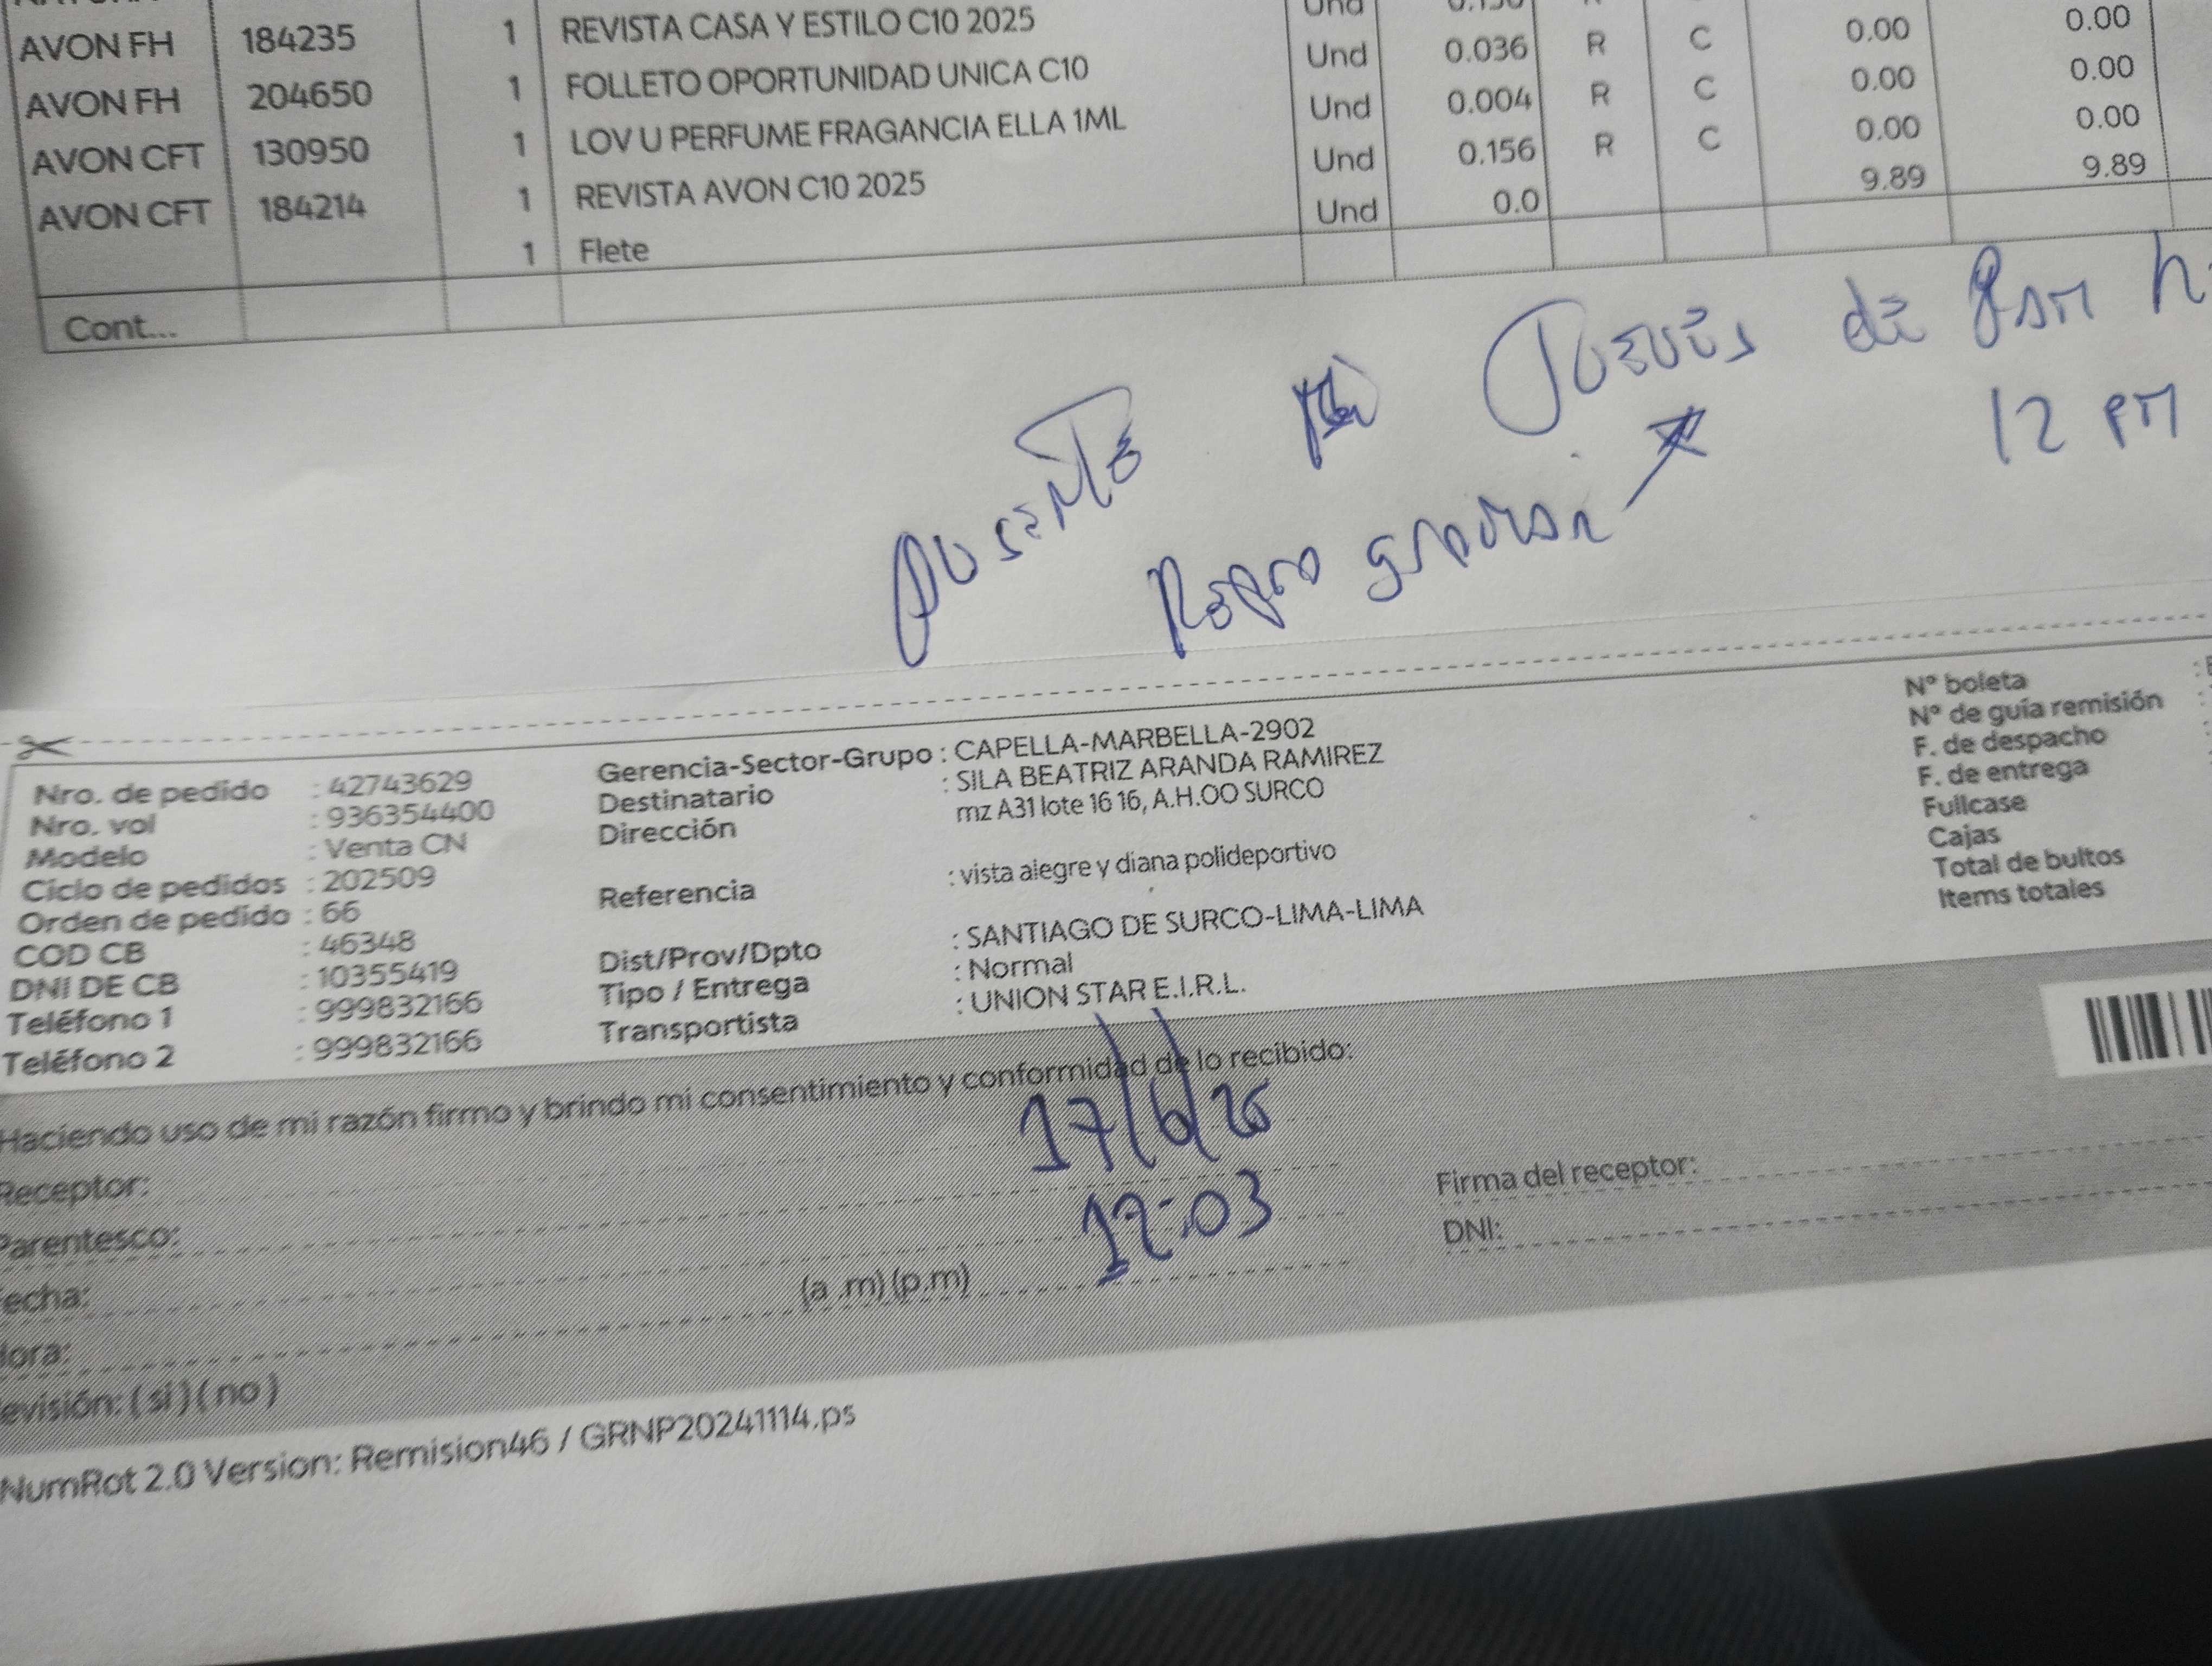 AVON FH 184235 1 REVISTA CASA Y ESTILO C10 2025 Und 0.036 R C 0.00 0.00
AVON FH 204650 1 FOLLETO OPORTUNIDAD UNICA C10 Und 0.004 R C 0.00 0.00
AVON CFT 130950 1 LOV U PERFUME FRAGANCIA ELLA 1ML Und 0.156 R C 0.00 0.00
AVON CFT 184214 1 REVISTA AVON C10 2025 Und 0.0 9.89 9.89
1 Flete
Cont...
AUSENTE Jueves de 8am
12 pm
Reprogramar
Nro. de pedido : 42743629
Nro. vol : 936354400
Modelo : Venta CN
Ciclo de pedidos : 202509
Orden de pedido : 66
COD CB : 46348
DNI DE CB : 10355419
Teléfono 1 : 999832166
Teléfono 2 : 999832166
Gerencia-Sector-Grupo : CAPELLA-MARBELLA-2902
Destinatario : SILA BEATRIZ ARANDA RAMIREZ
Dirección mz A31 lote 16 16, A.H.OO SURCO
Referencia : vista alegre y diana polideportivo
Dist/Prov/Dpto : SANTIAGO DE SURCO-LIMA-LIMA
Tipo / Entrega : Normal
Transportista : UNION STAR E.I.R.L.
N° boleta
N° de guía remisión
F. de despacho
F. de entrega
Fullcase
Cajas
Total de bultos
Items totales
Haciendo uso de mi razón firmo y brindo mi consentimiento y conformidad de lo recibido:
17/6/25
12:03
Receptor:
Parentesco:
Fecha:
Hora: (a .m) (p.m)
Revisión: ( si ) ( no )
Firma del receptor:
DNI:
NumRot 2.0 Version: Remision46 / GRNP20241114.ps